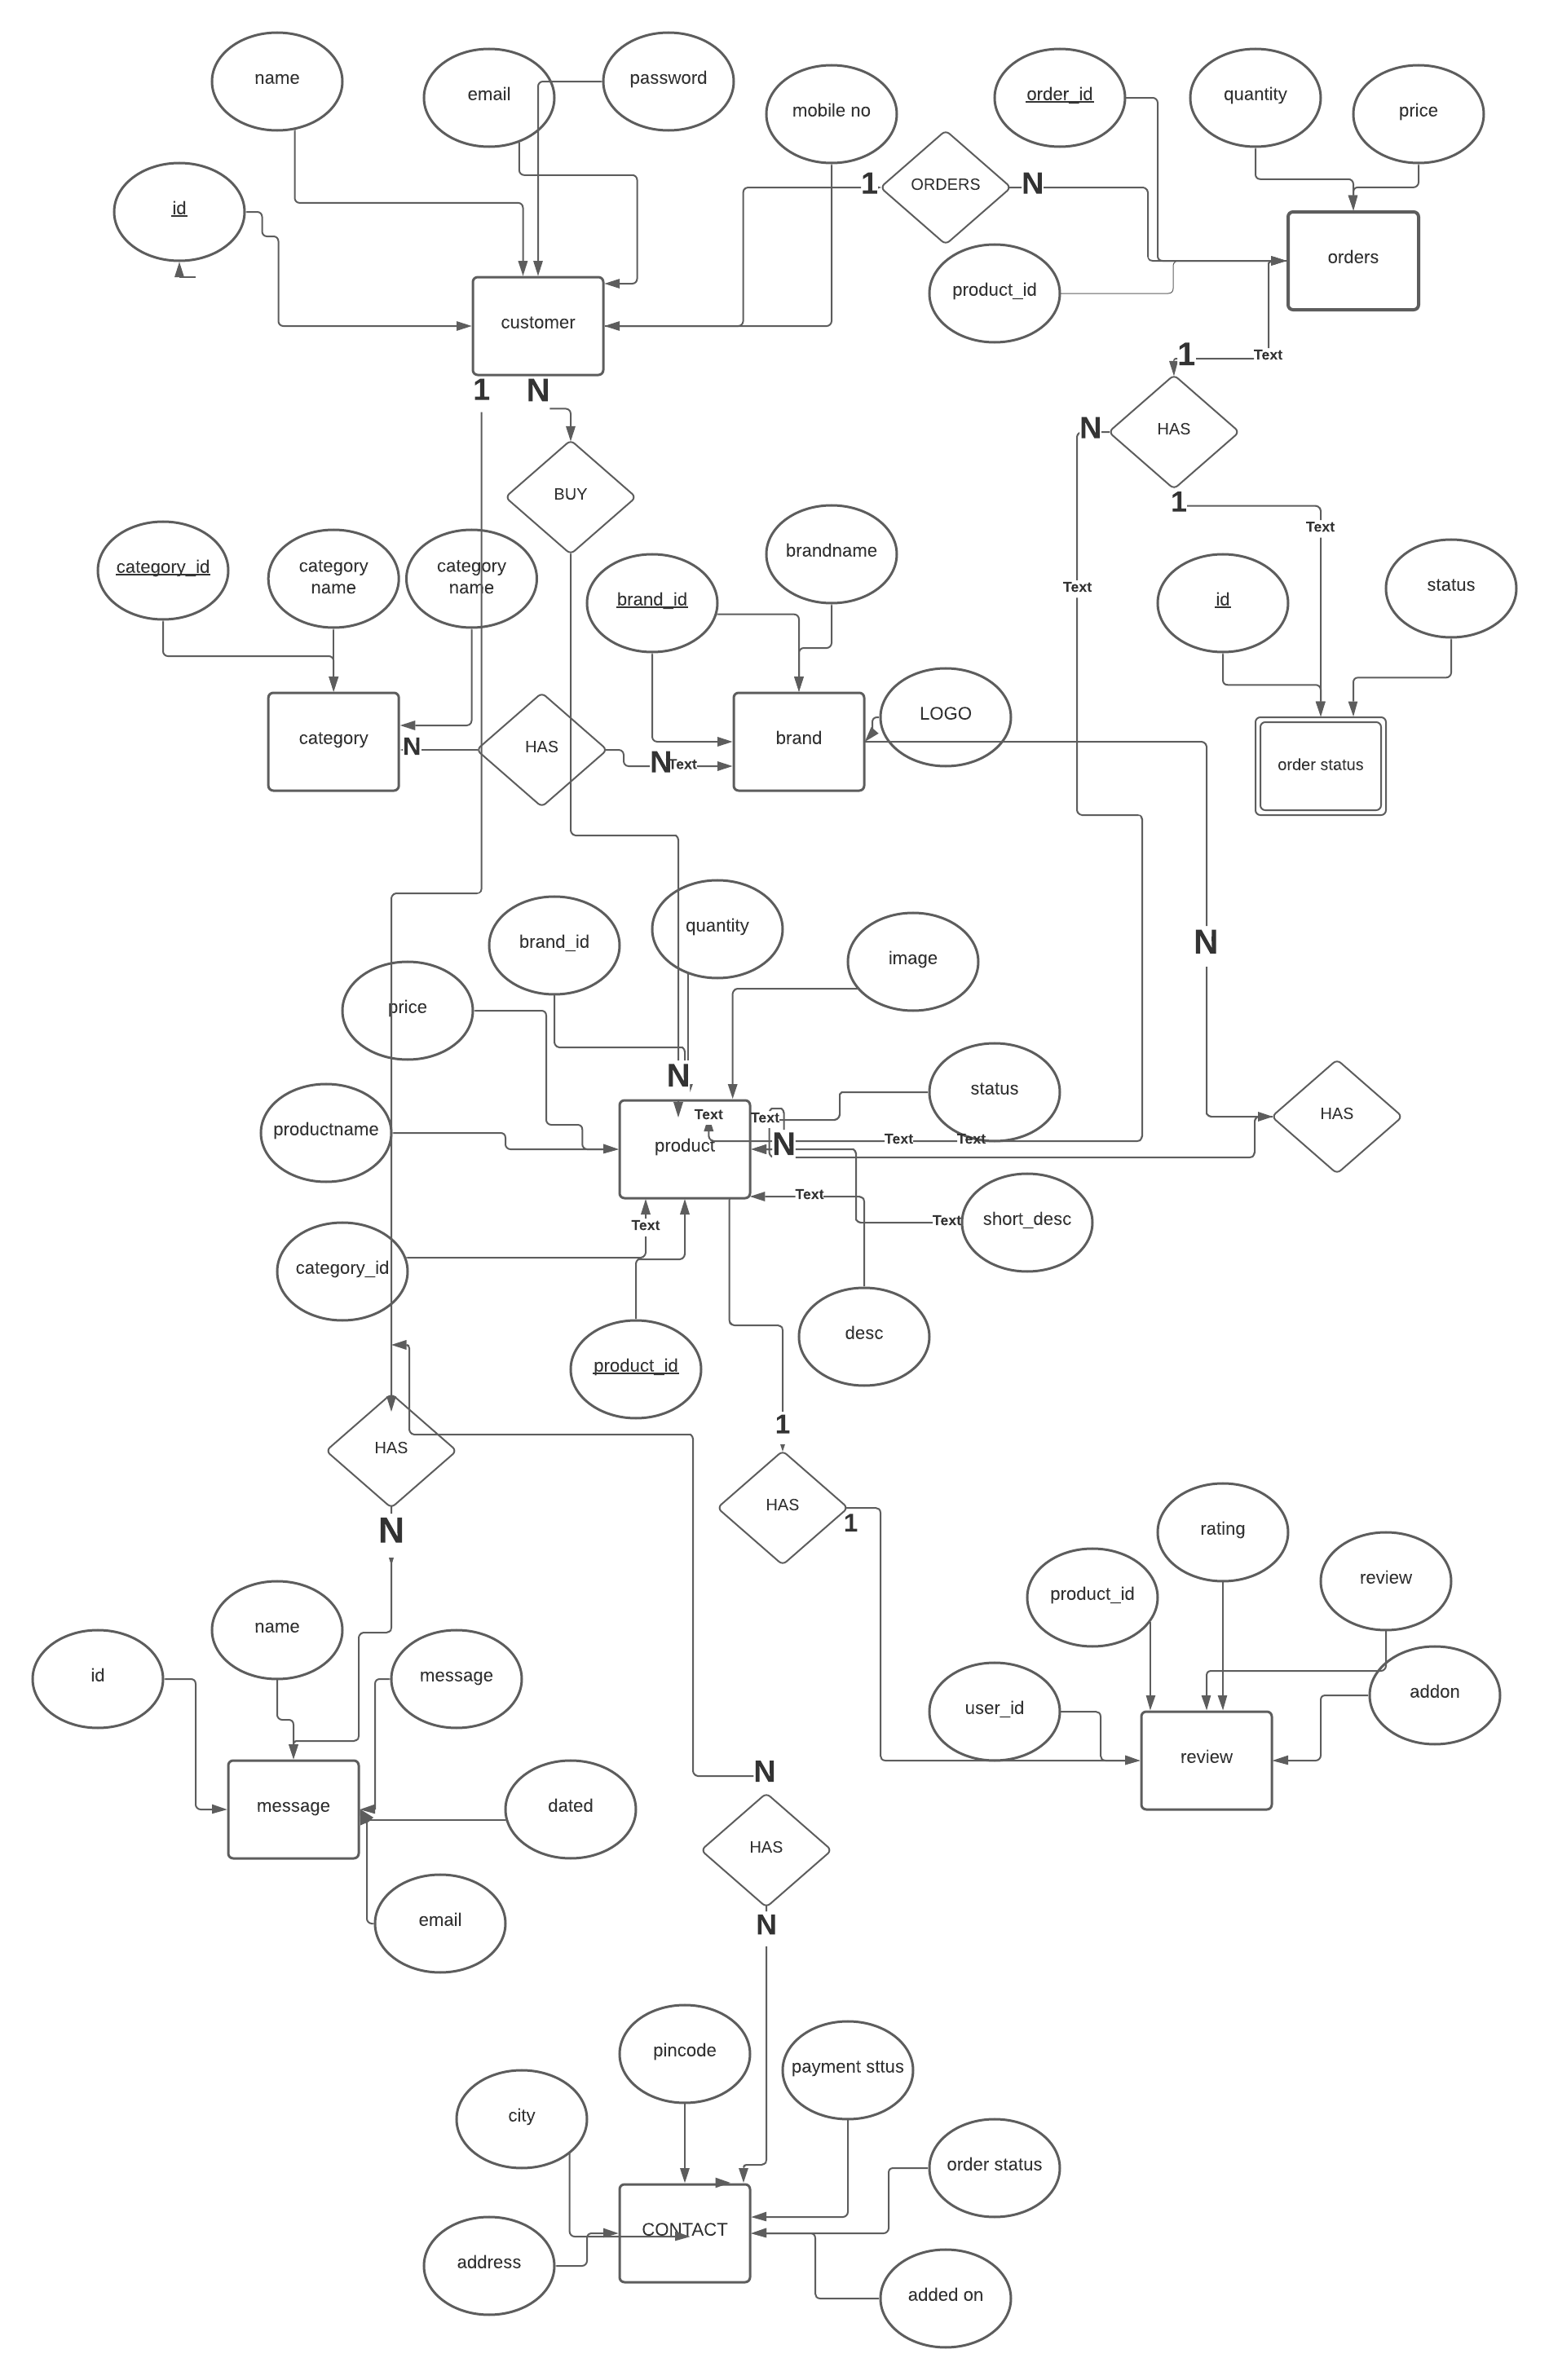 name
email
password
mobile no
order_id
quantity
price
id
1
ORDERS
N
orders
product_id
customer
1
Text
1
N
HAS
N
BUY
1
Text
category_id
category
name
category
name
brand_id
brandname
Text
id
status
LOGO
category
N
HAS
N
Text
brand
order status
brand_id
quantity
image
N
price
N
status
HAS
Text
Text
productname
product
N
Text
Text
Text
short_desc
Text
Text
category_id
desc
product_id
1
HAS
HAS
1
N
rating
product_id
review
name
id
message
user_id
addon
review
N
message
dated
HAS
email
N
pincode
payment sttus
city
order status
CONTACT
address
added on